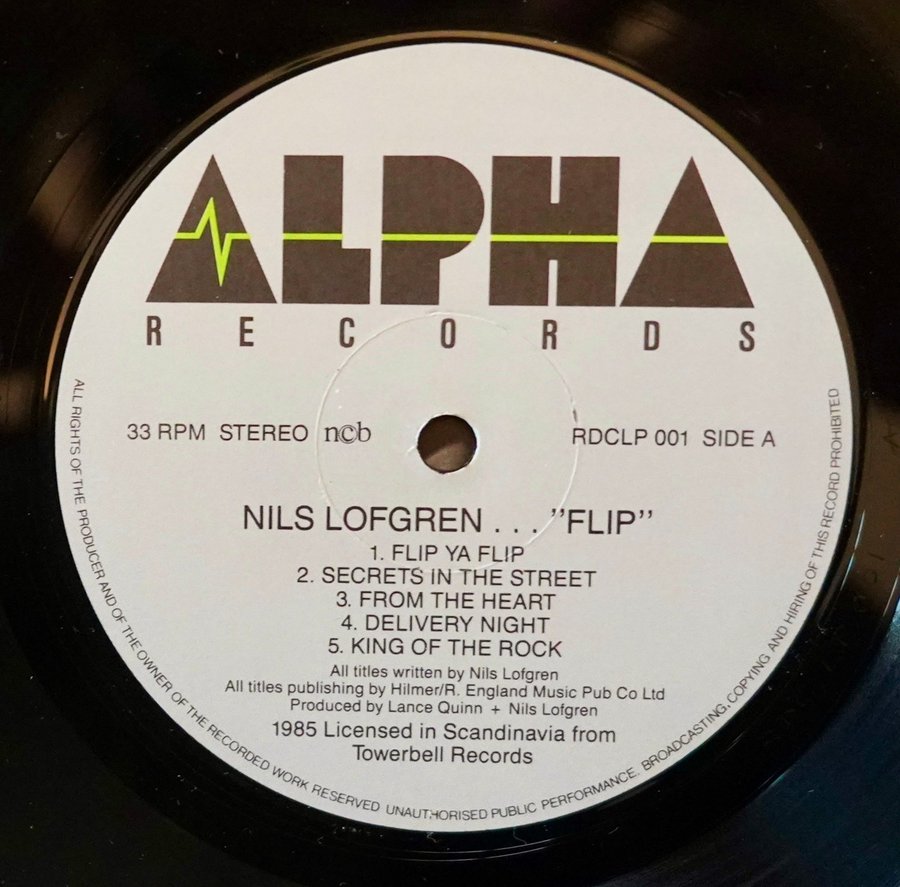 ALPHA
RECORDS
33 RPM STEREO ncb
RDCLP 001 SIDE A
NILS LOFGREN . . . "FLIP"
1. FLIP YA FLIP
2. SECRETS IN THE STREET
3. FROM THE HEART
4. DELIVERY NIGHT
5. KING OF THE ROCK
All titles written by Nils Lofgren
All titles publishing by Hilmer/R. England Music Pub Co Ltd
Produced by Lance Quinn + Nils Lofgren
1985 Licensed in Scandinavia from
Towerbell Records
ALL RIGHTS OF THE PRODUCER AND OF THE OWNER OF THE RECORDED WORK RESERVED UNAUTHORISED PUBLIC PERFORMANCE. BROADCASTING, COPYING AND HIRING OF THIS RECORD PROHIBITED